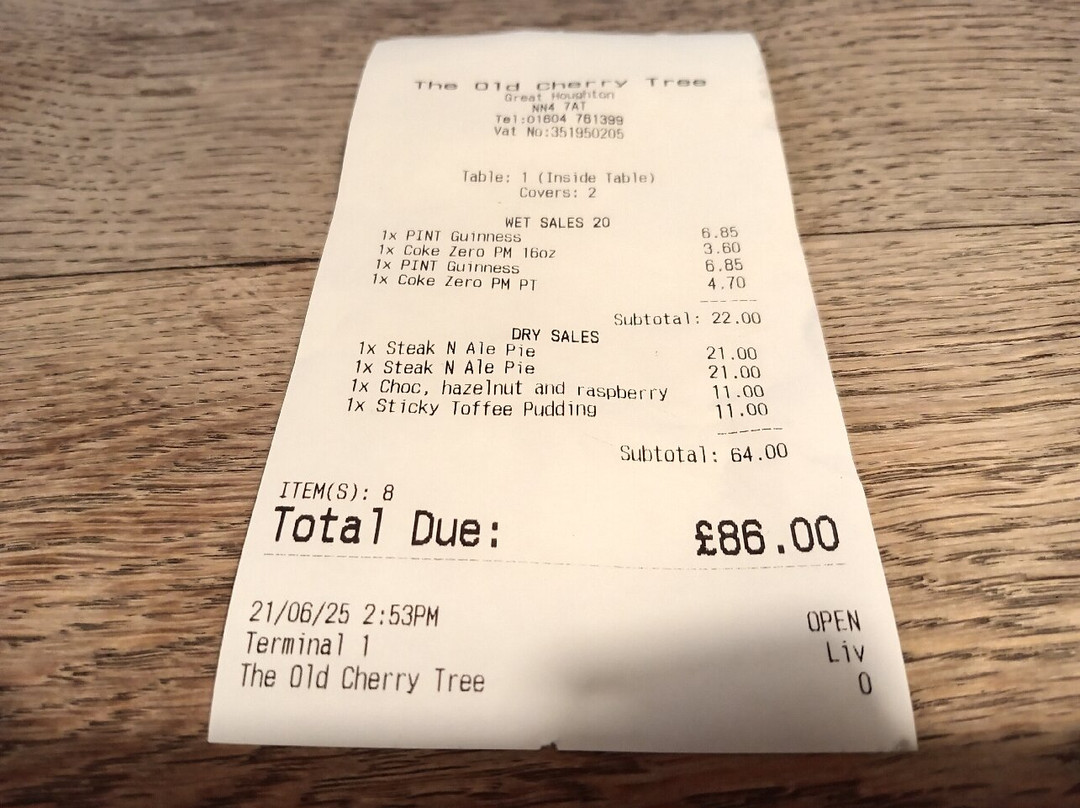 The Old Cherry Tree
Great Houghton
NN4 7AT
Tel:01604 761399
Vat No:351950205
Table: 1 (Inside Table)
Covers: 2
WET SALES 20
1x PINT Guinness 6.85
1x Coke Zero PM 16oz 3.60
1x PINT Guinness 6.85
1x Coke Zero PM PT 4.70
Subtotal: 22.00
DRY SALES
1x Steak N Ale Pie 21.00
1x Steak N Ale Pie 21.00
1x Choc, hazelnut and raspberry 11.00
1x Sticky Toffee Pudding 11.00
Subtotal: 64.00
ITEM(S): 8
Total Due: £86.00
21/06/25 2:53PM OPEN
Terminal 1 Liv
The Old Cherry Tree 0